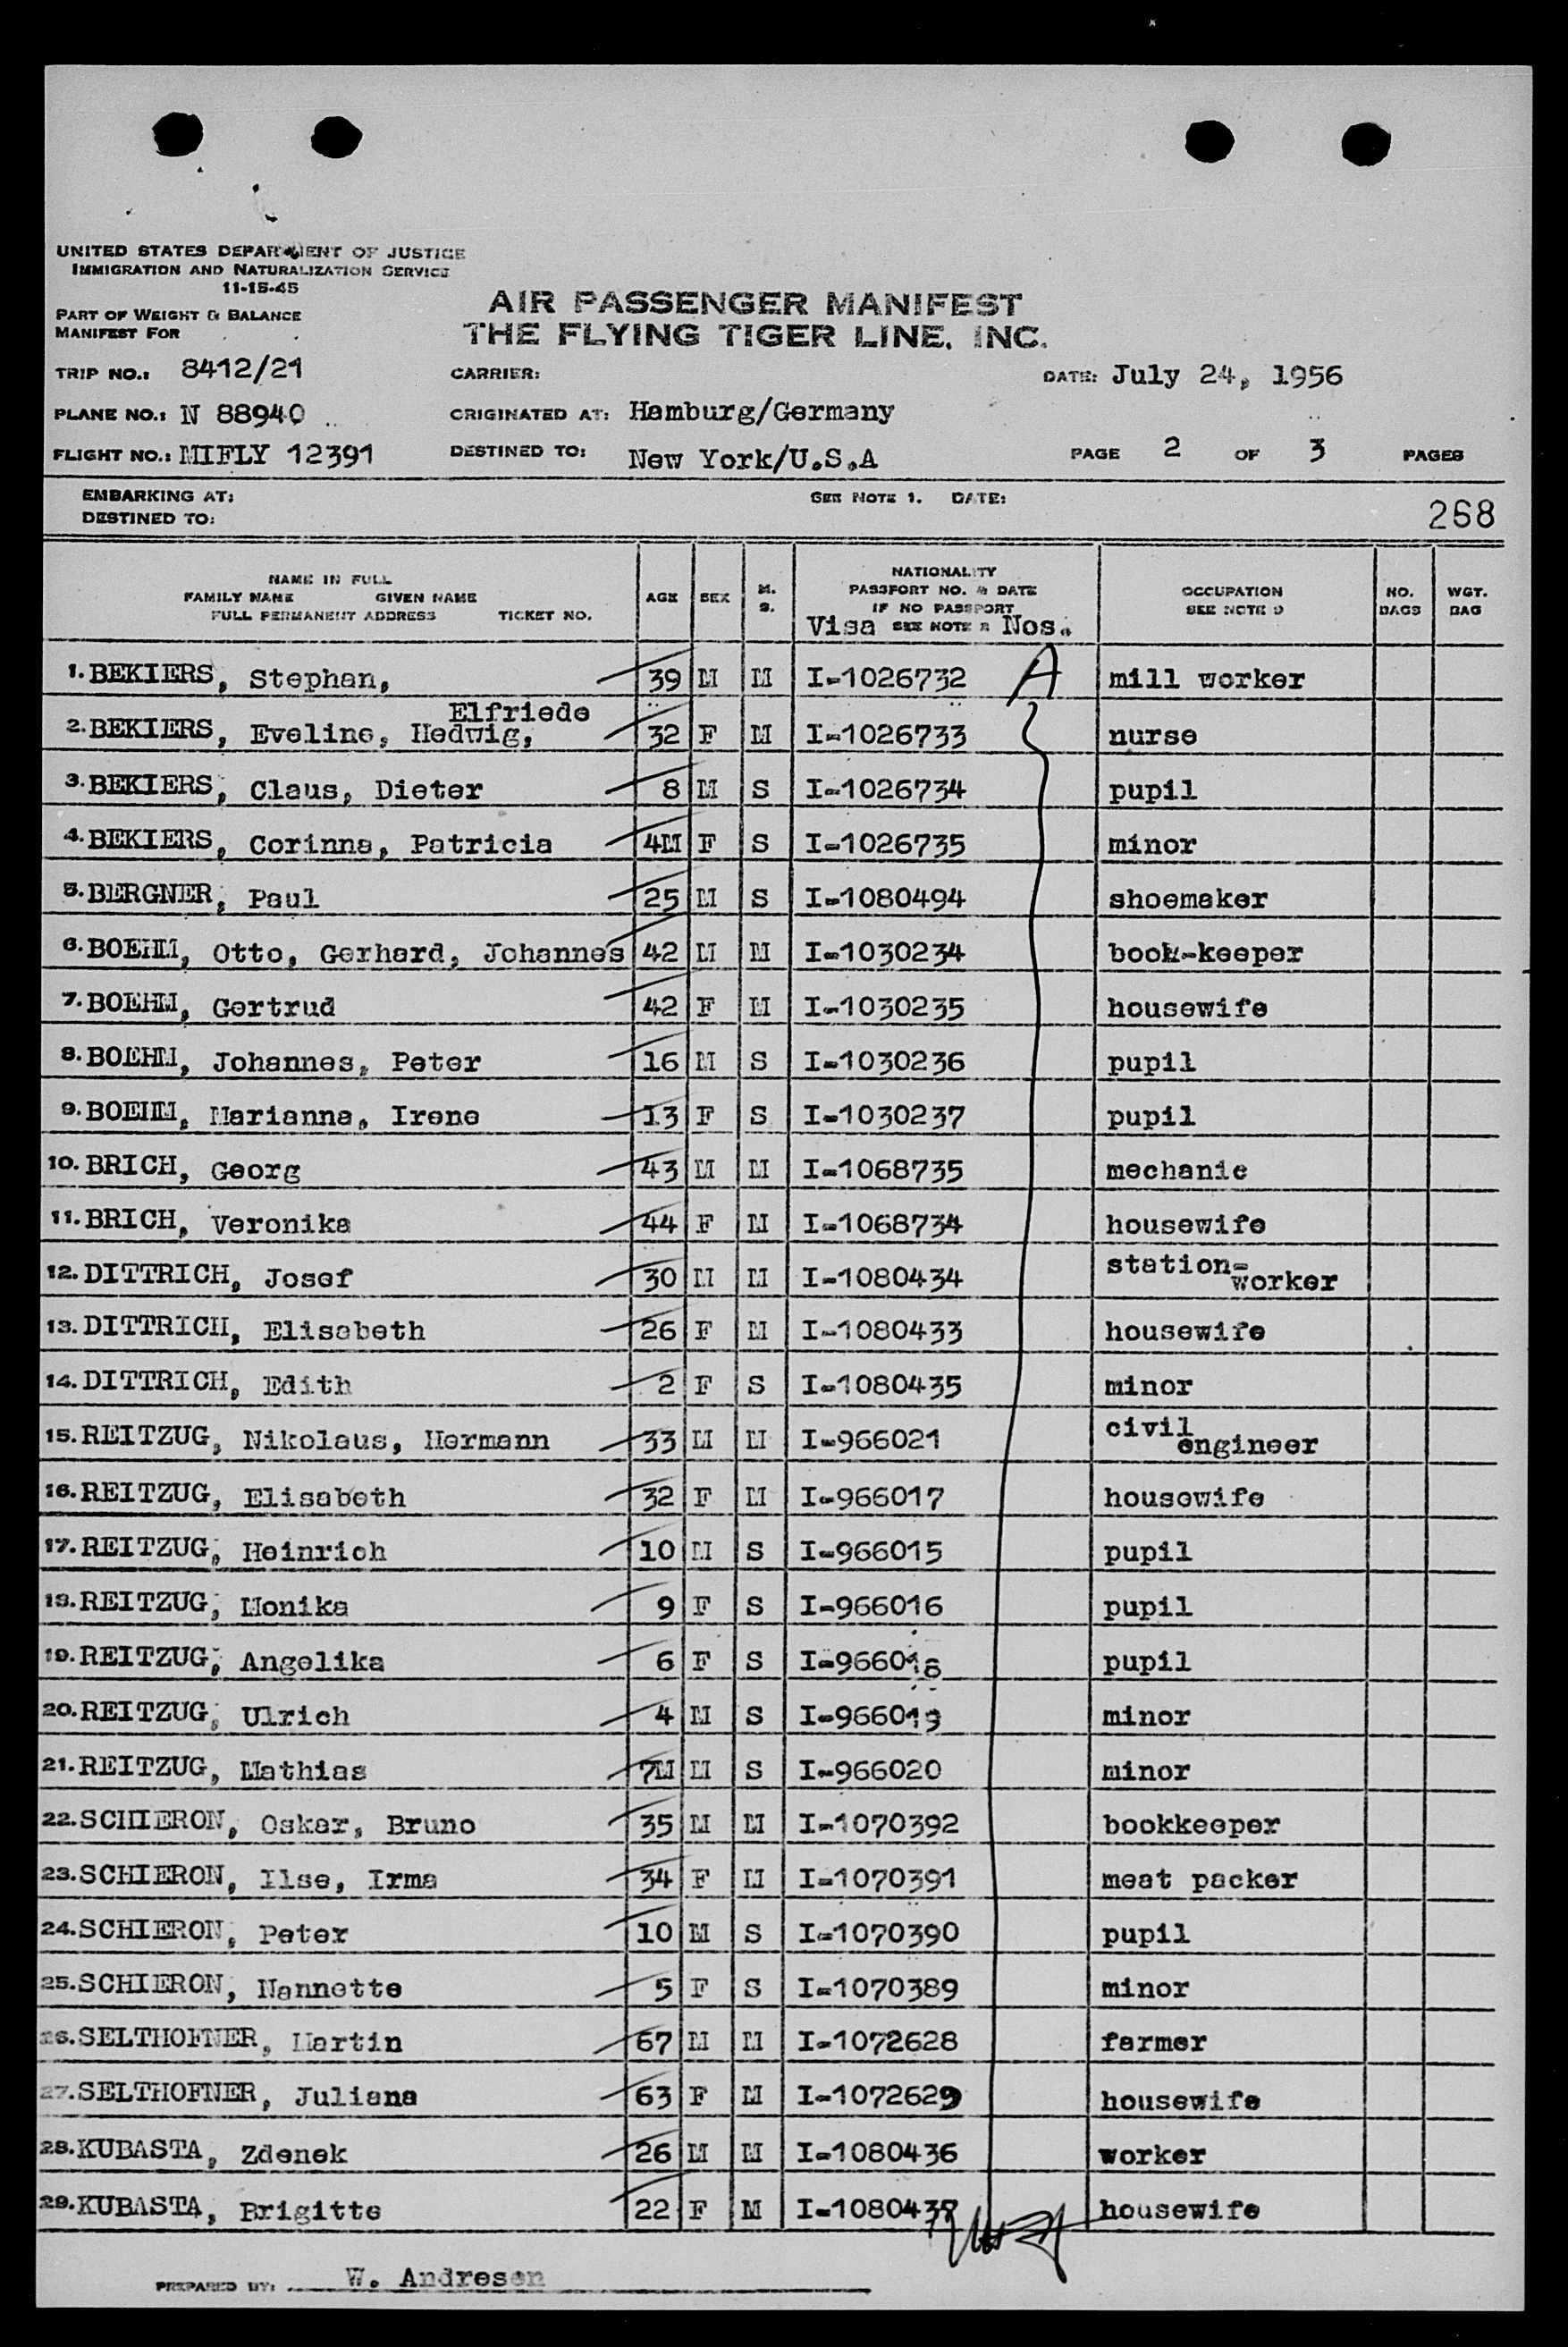 UNITED STATES DEPARTMENT OF JUSTICE
IMMIGRATION AND NATURALIZATION SERVICE
11-15-45
PART OF WEIGHT & BALANCE
MANIFEST FOR
AIR PASSENGER MANIFEST
THE FLYING TIGER LINE, INC.
TRIP NO.: 8412/21 CARRIER: DATE: July 24, 1956
PLANE NO.: N 88940 ORIGINATED AT: Hamburg/Germany
FLIGHT NO.: MIFLY 12391 DESTINED TO: New York/U.S.A PAGE 2 OF 3 PAGES
EMBARKING AT: SEE NOTE 1. DATE:
DESTINED TO: 268
NAME IN FULL
FAMILY NAME GIVEN NAME
FULL PERMANENT ADDRESS TICKET NO.
AGE SEX M. S.
NATIONALITY
PASSPORT NO. & DATE
IF NO PASSPORT
Visa SEE NOTE Nos.
OCCUPATION
SEE NOTE
NO. BAGS
WGT. BAG
1. BEKIERS, Stephan, 39 M M I-1026732 A mill worker
2. BEKIERS, Eveline, Hedwig, Elfriede 32 F M I-1026733 nurse
3. BEKIERS, Claus, Dieter 8 M S I-1026734 pupil
4. BEKIERS, Corinna, Patricia 4M F S I-1026735 minor
5. BERGNER, Paul 25 M S I-1080494 shoemaker
6. BOEHM, Otto, Gerhard, Johannes 42 M M I-1030234 book-keeper
7. BOEHM, Gertrud 42 F M I-1030235 housewife
8. BOEHM, Johannes, Peter 16 M S I-1030236 pupil
9. BOEHM, Marianna, Irene 13 F S I-1030237 pupil
10. BRICH, Georg 43 M M I-1068735 mechanic
11. BRICH, Veronika 44 F M I-1068734 housewife
12. DITTRICH, Josef 30 M M I-1080434 station-worker
13. DITTRICH, Elisabeth 26 F M I-1080433 housewife
14. DITTRICH, Edith 2 F S I-1080435 minor
15. REITZUG, Nikolaus, Hermann 33 M M I-966021 civil engineer
16. REITZUG, Elisabeth 32 F M I-966017 housewife
17. REITZUG, Heinrich 10 M S I-966015 pupil
18. REITZUG, Monika 9 F S I-966016 pupil
19. REITZUG, Angelika 6 F S I-966018 pupil
20. REITZUG, Ulrich 4 M S I-966019 minor
21. REITZUG, Mathias 7M M S I-966020 minor
22. SCHIERON, Oskar, Bruno 35 M M I-1070392 bookkeeper
23. SCHIERON, Ilse, Irma 34 F M I-1070391 meat packer
24. SCHIERON, Peter 10 M S I-1070390 pupil
25. SCHIERON, Nannette 5 F S I-1070389 minor
26. SELTHOFNER, Martin 67 M M I-1072628 farmer
27. SELTHOFNER, Juliana 63 F M I-1072629 housewife
28. KUBASTA, Zdenek 26 M M I-1080436 worker
29. KUBASTA, Brigitte 22 F M I-1080437 housewife
PREPARED BY: W. Andresen